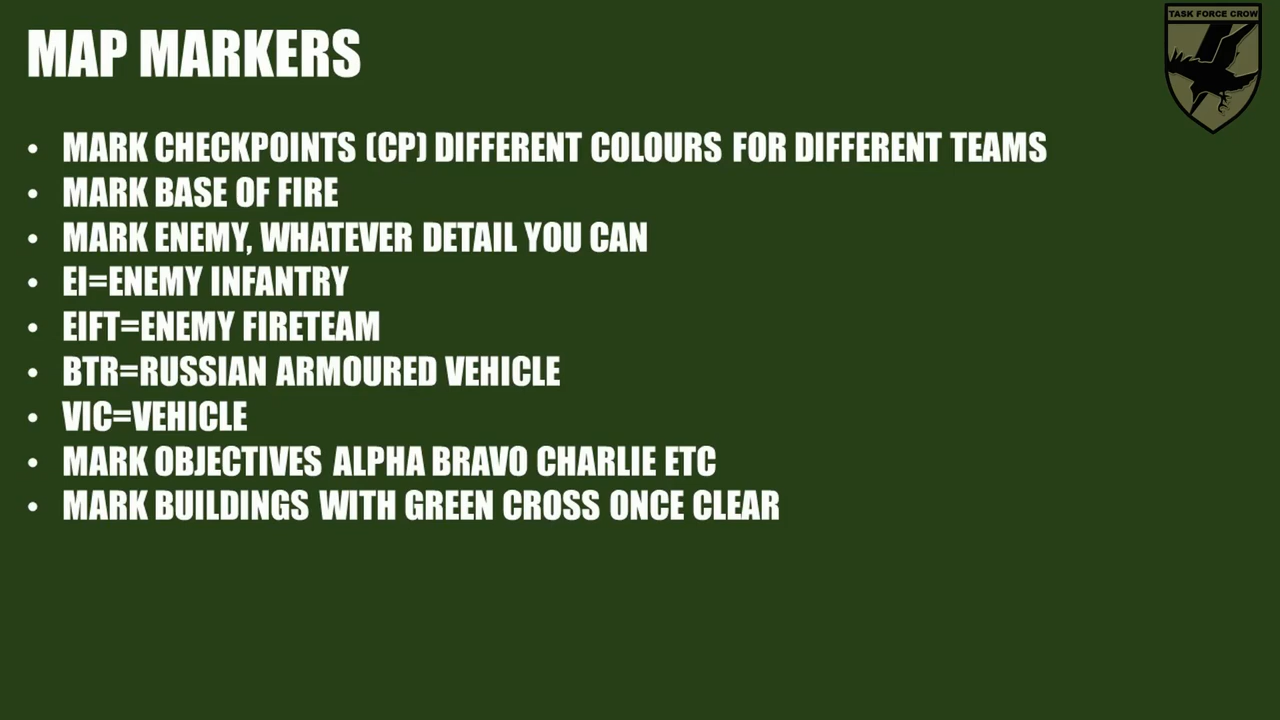 MAP MARKERS
TASK FORCE CROW
• MARK CHECKPOINTS (CP) DIFFERENT COLOURS FOR DIFFERENT TEAMS
• MARK BASE OF FIRE
• MARK ENEMY, WHATEVER DETAIL YOU CAN
• EI=ENEMY INFANTRY
• EIFT=ENEMY FIRETEAM
• BTR=RUSSIAN ARMOURED VEHICLE
• VIC=VEHICLE
• MARK OBJECTIVES ALPHA BRAVO CHARLIE ETC
• MARK BUILDINGS WITH GREEN CROSS ONCE CLEAR